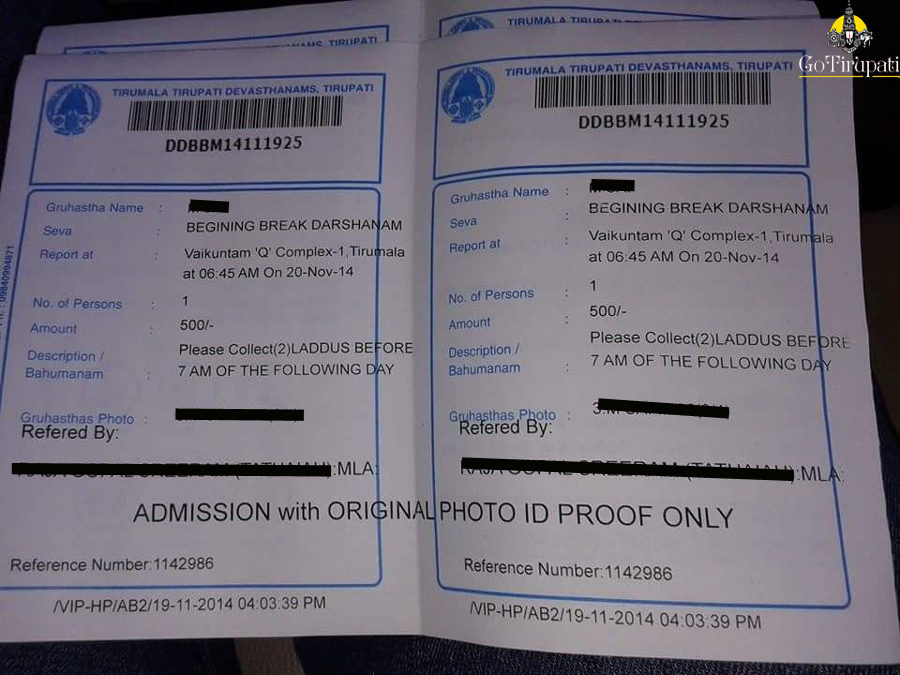 GoTirupati
TIRUMALA TIRUPATI DEVASTHANAMS, TIRUPATI
DDBBM14111925
Gruhastha Name :
Seva BEGINING BREAK DARSHANAM
Report at : Vaikuntam 'Q' Complex-1,Tirumala
at 06:45 AM On 20-Nov-14
No. of Persons : 1
Amount : 500/-
Description / Please Collect(2)LADDUS BEFORE
Bahumanam : 7 AM OF THE FOLLOWING DAY
Gruhasthas Photo :
Refered By:
:MLA:
ADMISSION with ORIGINAL PHOTO ID PROOF ONLY
Reference Number:1142986
/VIP-HP/AB2/19-11-2014 04:03:39 PM
TIRUMALA TIRUPATI DEVASTHANAMS, TIRUPATI
DDBBM14111925
Gruhastha Name :
Seva : BEGINING BREAK DARSHANAM
Report at : Vaikuntam 'Q' Complex-1,Tirumala
at 06:45 AM On 20-Nov-14
No. of Persons : 1
Amount : 500/-
Description / Please Collect(2)LADDUS BEFORE
Bahumanam : 7 AM OF THE FOLLOWING DAY
Gruhasthas Photo :
Refered By:
:MLA:
Reference Number:1142986
/VIP-HP/AB2/19-11-2014 04:03:39 PM